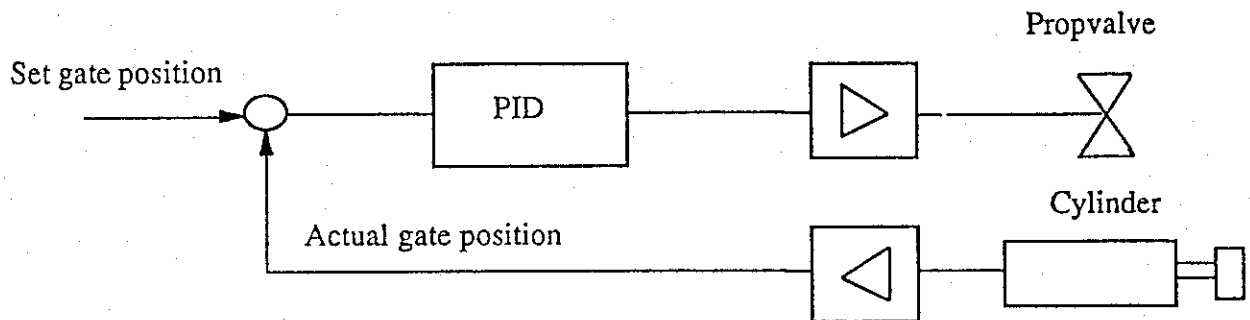 Propvalve
Set gate position
PID
Cylinder
Actual gate position